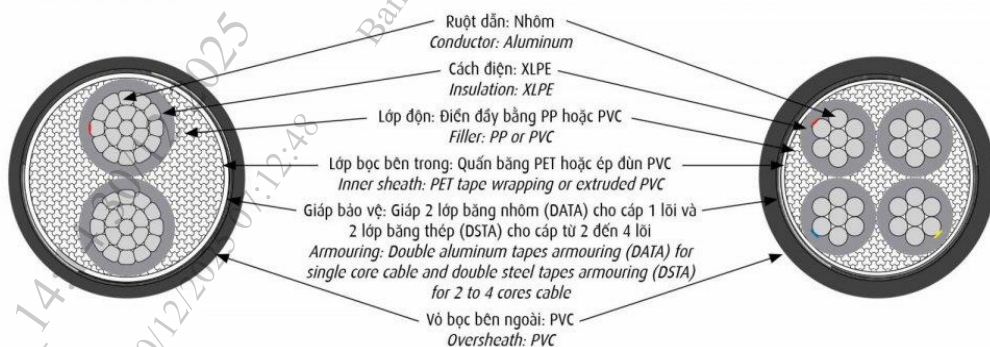 Ruột dẫn: Nhôm
Conductor: Aluminum
Cách điện: XLPE
Insulation: XLPE
Lớp độn: Điền đầy bằng PP hoặc PVC
Filler: PP or PVC
Lớp bọc bên trong: Quấn băng PET hoặc ép đùn PVC
Inner sheath: PET tape wrapping or extruded PVC
Giáp bảo vệ: Giáp 2 lớp băng nhôm (DATA) cho cáp 1 lõi và
2 lớp băng thép (DSTA) cho cáp từ 2 đến 4 lõi
Armouring: Double aluminum tapes armouring (DATA) for
single core cable and double steel tapes armouring (DSTA)
for 2 to 4 cores cable
Vỏ bọc bên ngoài: PVC
Oversheath: PVC